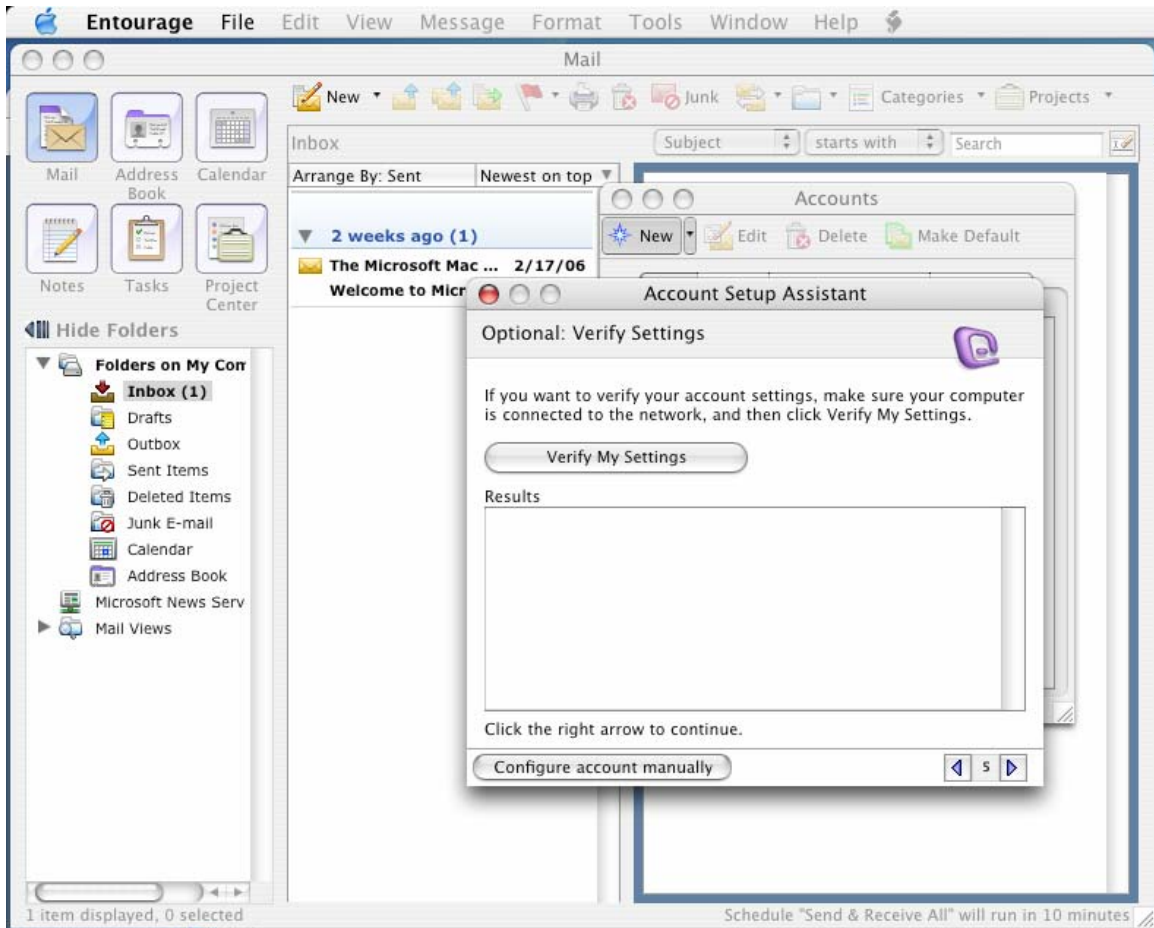 Entourage File Edit View Message Format Tools Window Help
Mail
New Junk Categories Projects
Mail Address Book Calendar
Notes Tasks Project Center
Inbox Subject starts with Search
Arrange By: Sent Newest on top
2 weeks ago (1)
The Microsoft Mac ... 2/17/06
Welcome to Micr
Hide Folders
Folders on My Com
Inbox (1)
Drafts
Outbox
Sent Items
Deleted Items
Junk E-mail
Calendar
Address Book
Microsoft News Serv
Mail Views
Accounts
New Edit Delete Make Default
Account Setup Assistant
Optional: Verify Settings
If you want to verify your account settings, make sure your computer
is connected to the network, and then click Verify My Settings.
Verify My Settings
Results
Click the right arrow to continue.
Configure account manually 5
1 item displayed, 0 selected Schedule "Send & Receive All" will run in 10 minutes